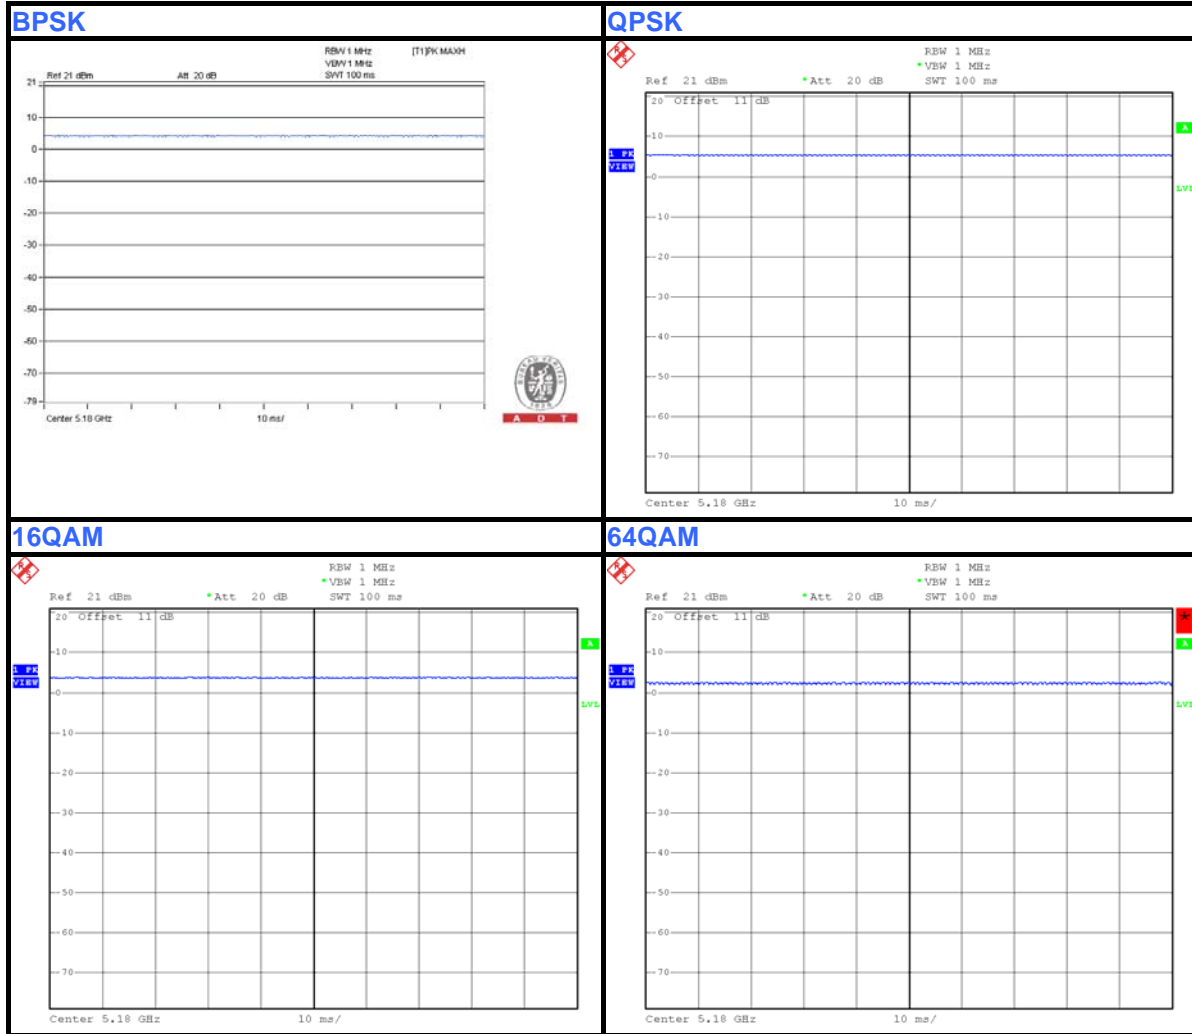 BPSK
RBW 1 MHz [T1]PK MAXH
VBW 1 MHz
Ref 21 dBm Att 20 dB SWT 100 ms
21
10
0
-10
-20
-30
-40
-50
-60
-70
-79
Center 5.18 GHz 10 ms/
BUREAU VERITAS
1828
A D T
QPSK
R S
RBW 1 MHz
*VBW 1 MHz
Ref 21 dBm *Att 20 dB SWT 100 ms
20 Offset 11 dB
A
10
1 PK
VIEW
0
LVL
-10
-20
-30
-40
-50
-60
-70
Center 5.18 GHz 10 ms/
16QAM
R S
RBW 1 MHz
*VBW 1 MHz
Ref 21 dBm *Att 20 dB SWT 100 ms
20 Offset 11 dB
A
10
1 PK
VIEW
0
LVL
-10
-20
-30
-40
-50
-60
-70
Center 5.18 GHz 10 ms/
64QAM
R S
RBW 1 MHz
*VBW 1 MHz
Ref 21 dBm *Att 20 dB SWT 100 ms
20 Offset 11 dB
*
A
10
1 PK
VIEW
0
LVL
-10
-20
-30
-40
-50
-60
-70
Center 5.18 GHz 10 ms/